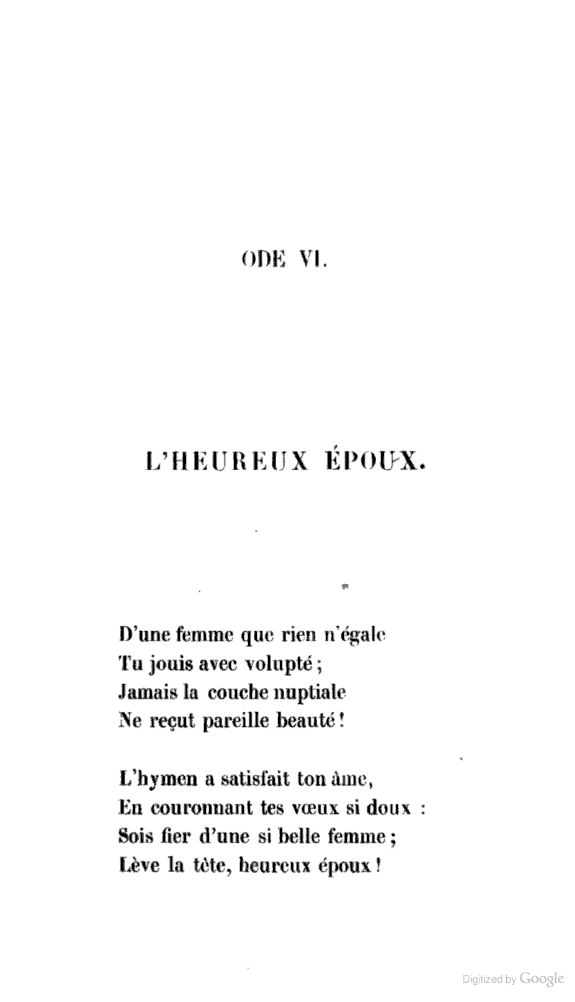 ODE VI.
L'HEUREUX ÉPOUX.
D'une femme que rien n'égale
Tu jouis avec volupté ;
Jamais la couche nuptiale
Ne reçut pareille beauté !
L'hymen a satisfait ton âme,
En couronnant tes vœux si doux :
Sois fier d'une si belle femme ;
Lève la tête, heureux époux !
Digitized by Google